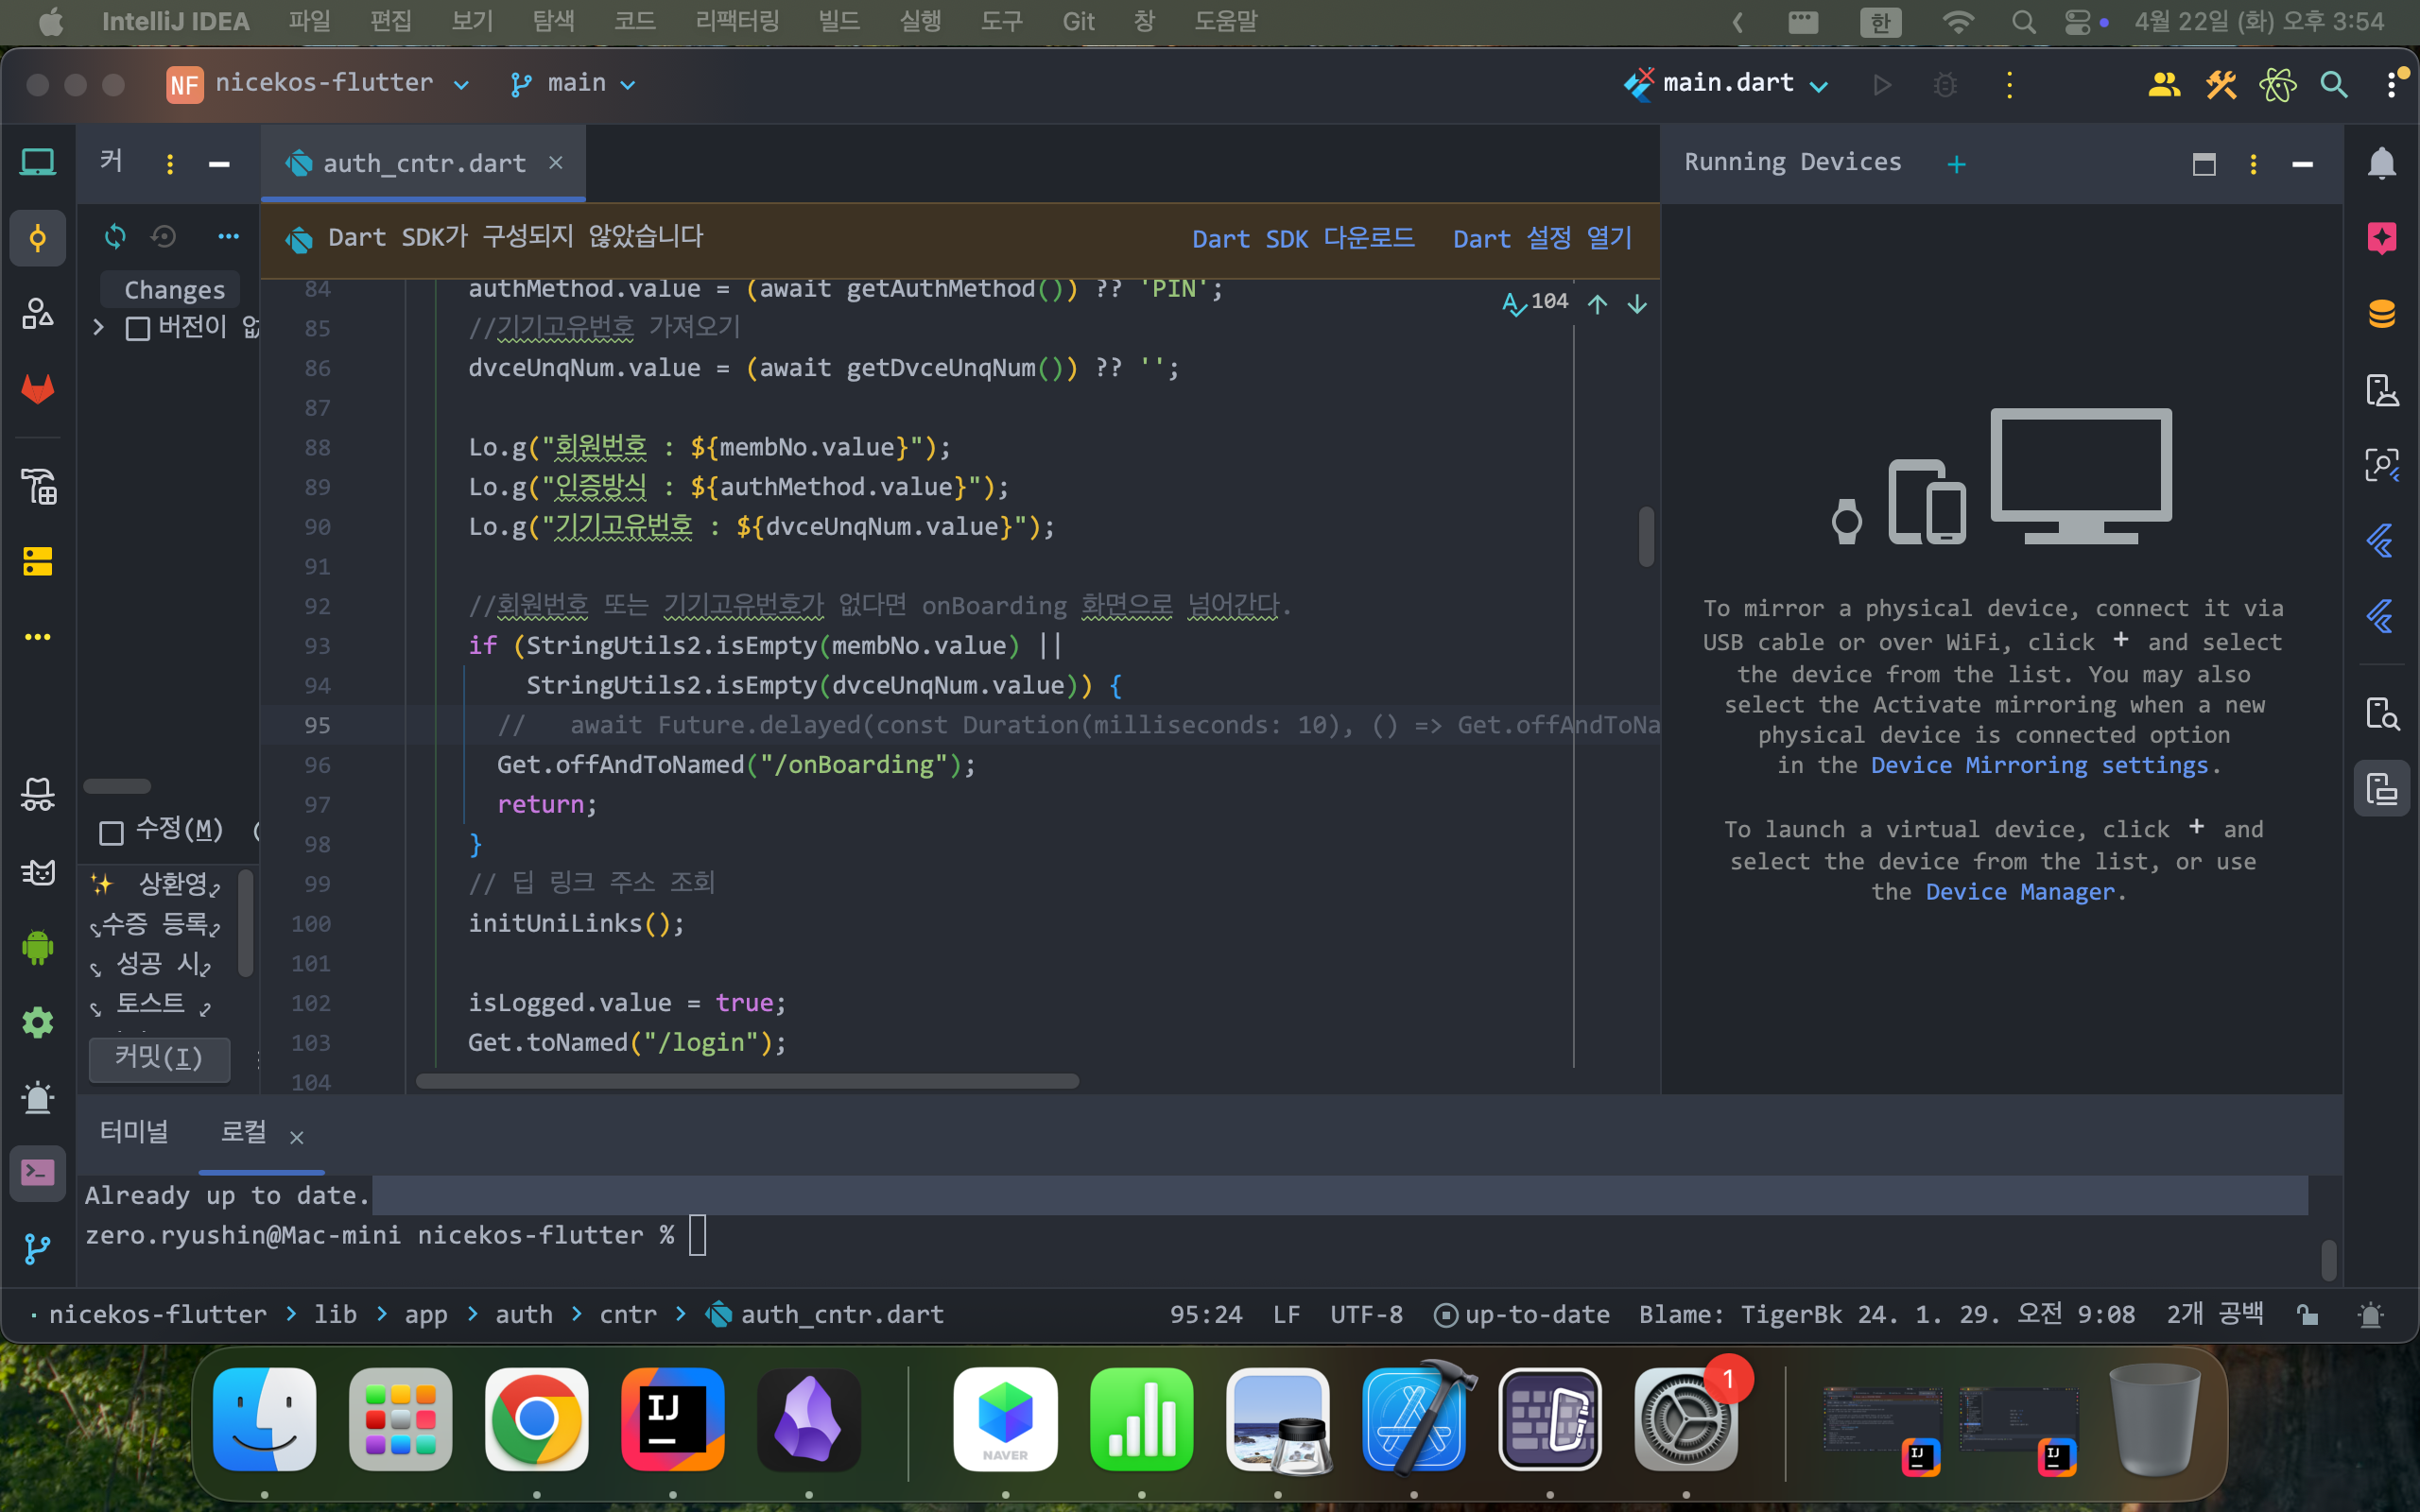 IntelliJ IDEA 파일 편집 보기 탐색 코드 리팩터링 빌드 실행 도구 Git 창 도움말 한 4월 22일 (화) 오후 3:54
NF nicekos-flutter main main.dart
커
auth_cntr.dart
Running Devices
Dart SDK가 구성되지 않았습니다 Dart SDK 다운로드 Dart 설정 열기
Changes
버전이 없
104
84 authMethod.value = (await getAuthMethod()) ?? 'PIN';
85 //기기고유번호 가져오기
86 dvceUnqNum.value = (await getDvceUnqNum()) ?? '';
87
88 Lo.g("회원번호 : ${membNo.value}");
89 Lo.g("인증방식 : ${authMethod.value}");
90 Lo.g("기기고유번호 : ${dvceUnqNum.value}");
91
92 //회원번호 또는 기기고유번호가 없다면 onBoarding 화면으로 넘어간다.
93 if (StringUtils2.isEmpty(membNo.value) ||
94 StringUtils2.isEmpty(dvceUnqNum.value)) {
95 // await Future.delayed(const Duration(milliseconds: 10), () => Get.offAndToNa
96 Get.offAndToNamed("/onBoarding");
97 return;
98 }
99 // 딥 링크 주소 조회
100 initUniLinks();
101
102 isLogged.value = true;
103 Get.toNamed("/login");
104
수정(M)
✨ 상환영
수증 등록
성공 시
토스트
커밋(I)
To mirror a physical device, connect it via
USB cable or over WiFi, click + and select
the device from the list. You may also
select the Activate mirroring when a new
physical device is connected option
in the Device Mirroring settings.
To launch a virtual device, click + and
select the device from the list, or use
the Device Manager.
터미널 로컬
Already up to date.
zero.ryushin@Mac-mini nicekos-flutter %
nicekos-flutter > lib > app > auth > cntr > auth_cntr.dart 95:24 LF UTF-8 up-to-date Blame: TigerBk 24. 1. 29. 오전 9:08 2개 공백
IJ
NAVER
1
IJ
IJ